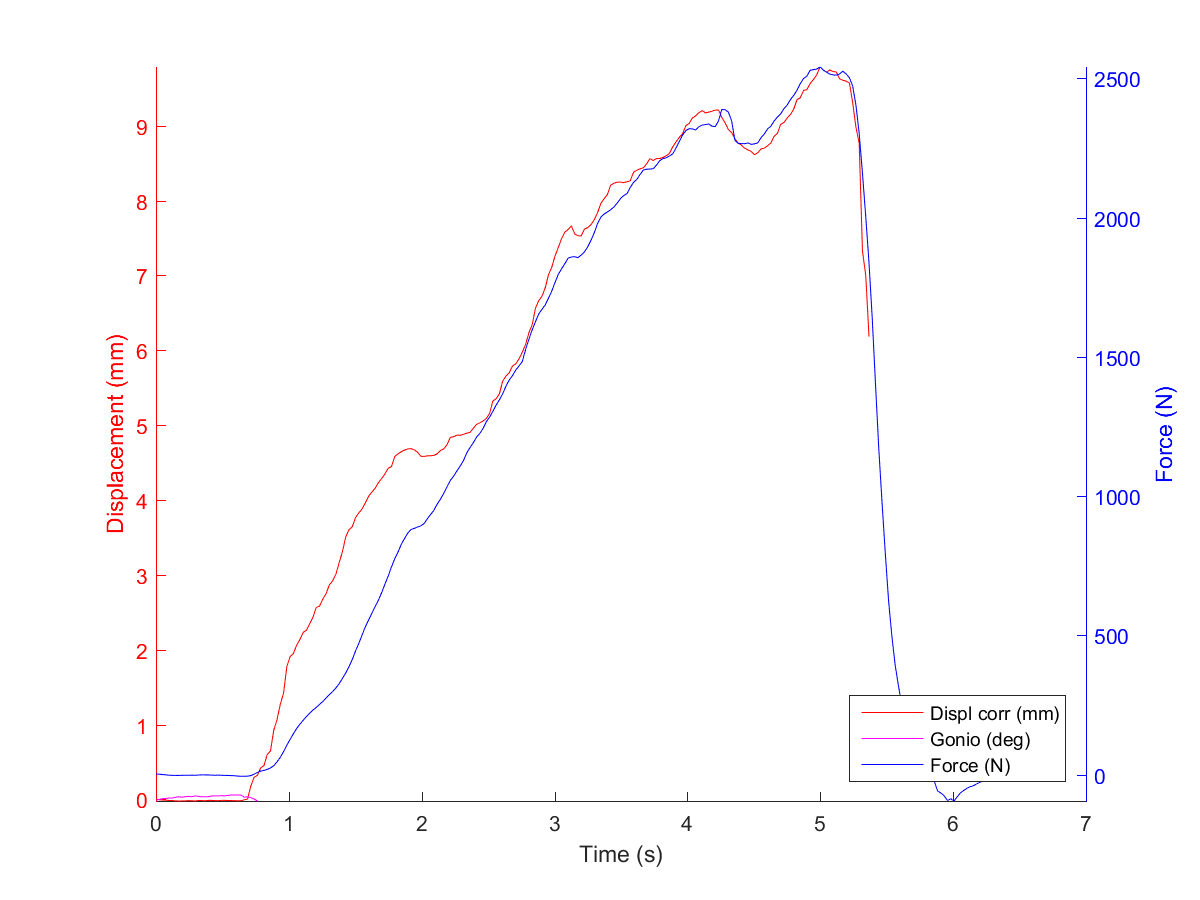 Displacement (mm)
9
8
7
6
5
4
3
2
1
0
2500
2000
1500
1000
500
0
Force (N)
Displ corr (mm)
Gonio (deg)
Force (N)
0 1 2 3 4 5 6 7
Time (s)